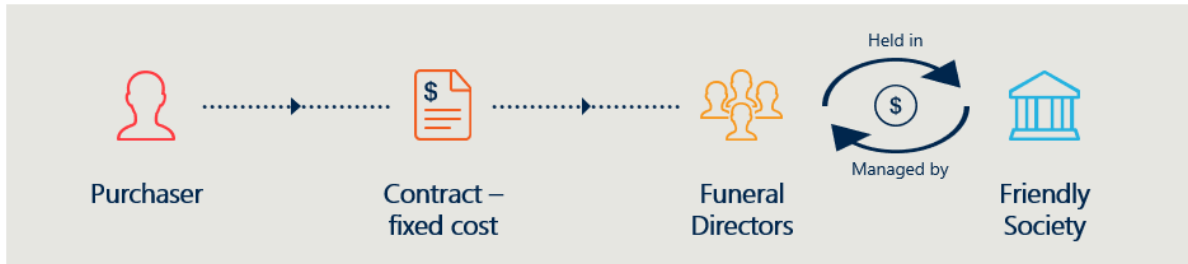 Held in
$
$
Managed by
Purchaser
Contract –
fixed cost
Funeral
Directors
Friendly
Society